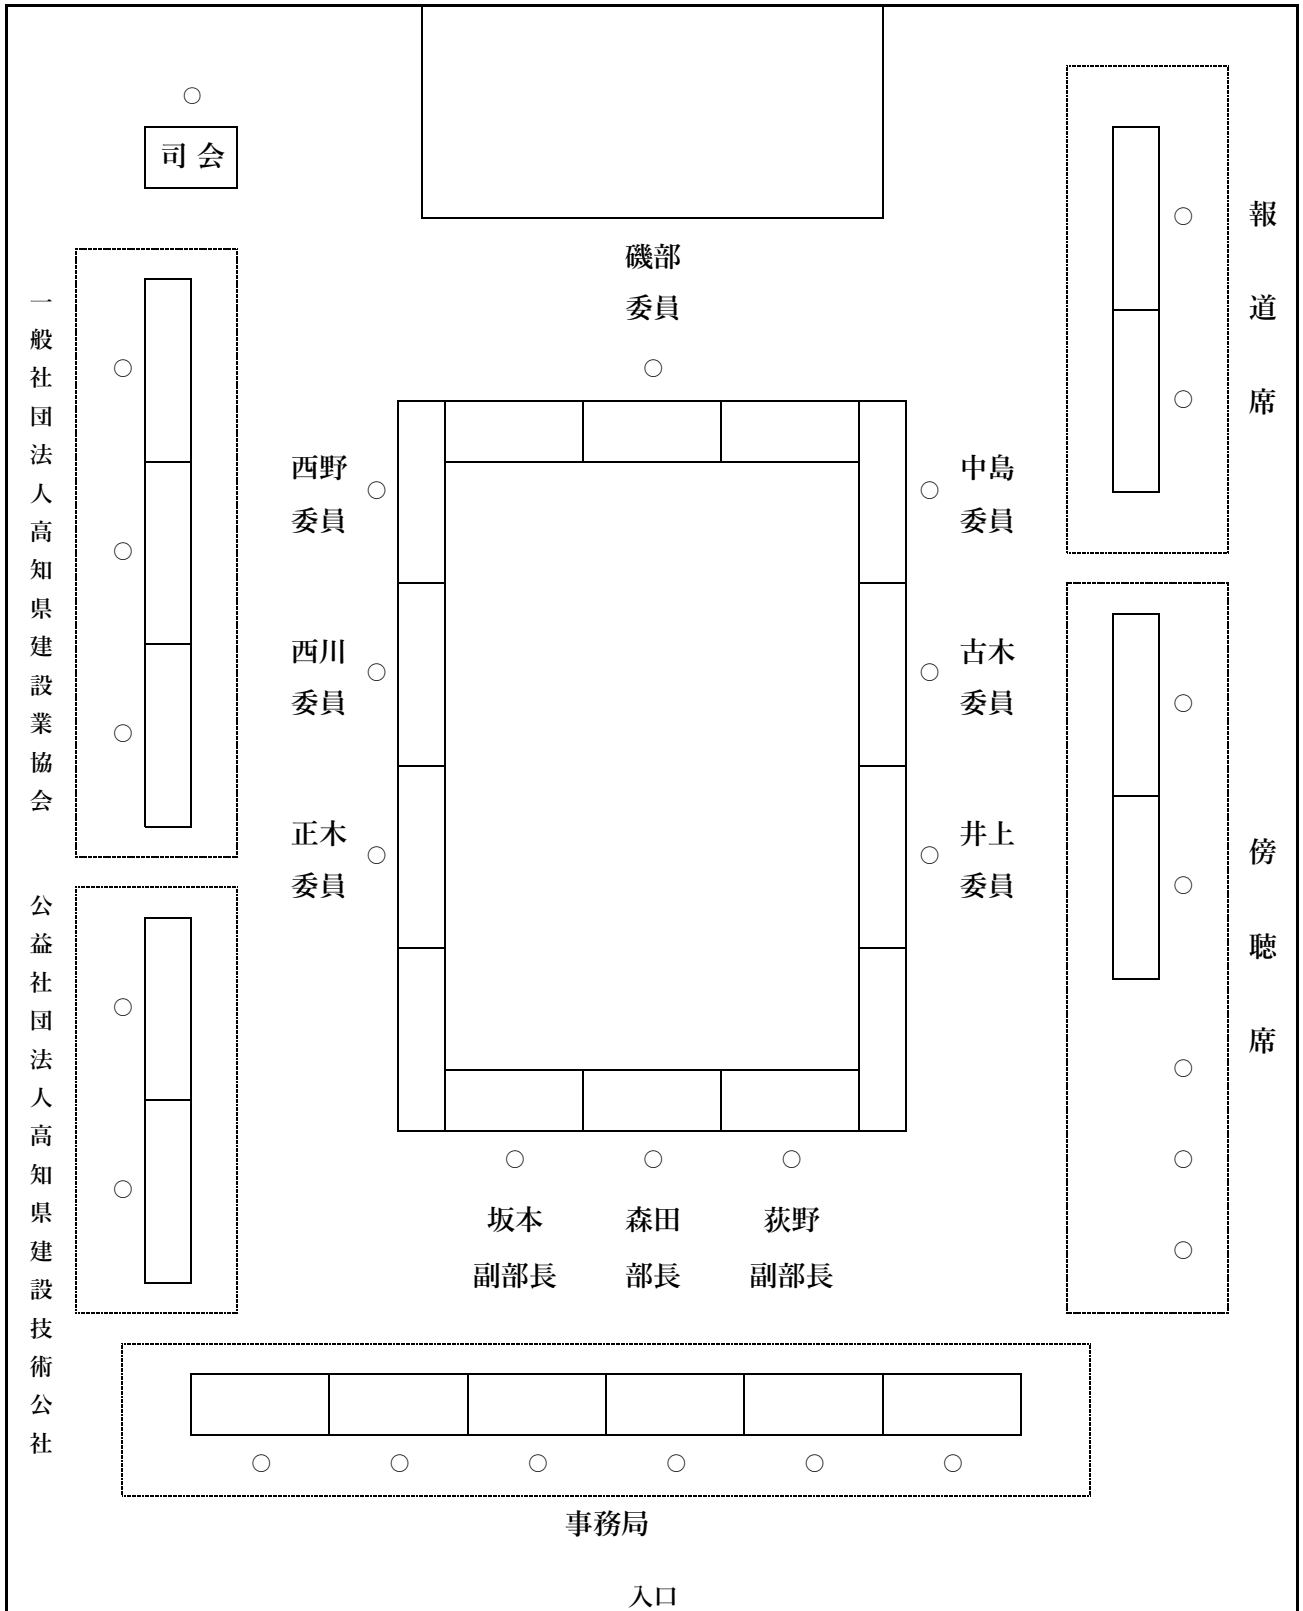 ○
司 会
磯部
委員
○
報道席
○
○
一般社団法人高知県建設業協会
○
○
○
西野
委員
○
中島
委員
○
西川
委員
○
古木
委員
○
正木
委員
○
井上
委員
○
傍聴席
○
○
○
○
○
公益社団法人高知県建設技術公社
○
○
○ ○ ○
坂本 森田 荻野
副部長 部長 副部長
○ ○ ○ ○ ○ ○
事務局
入口